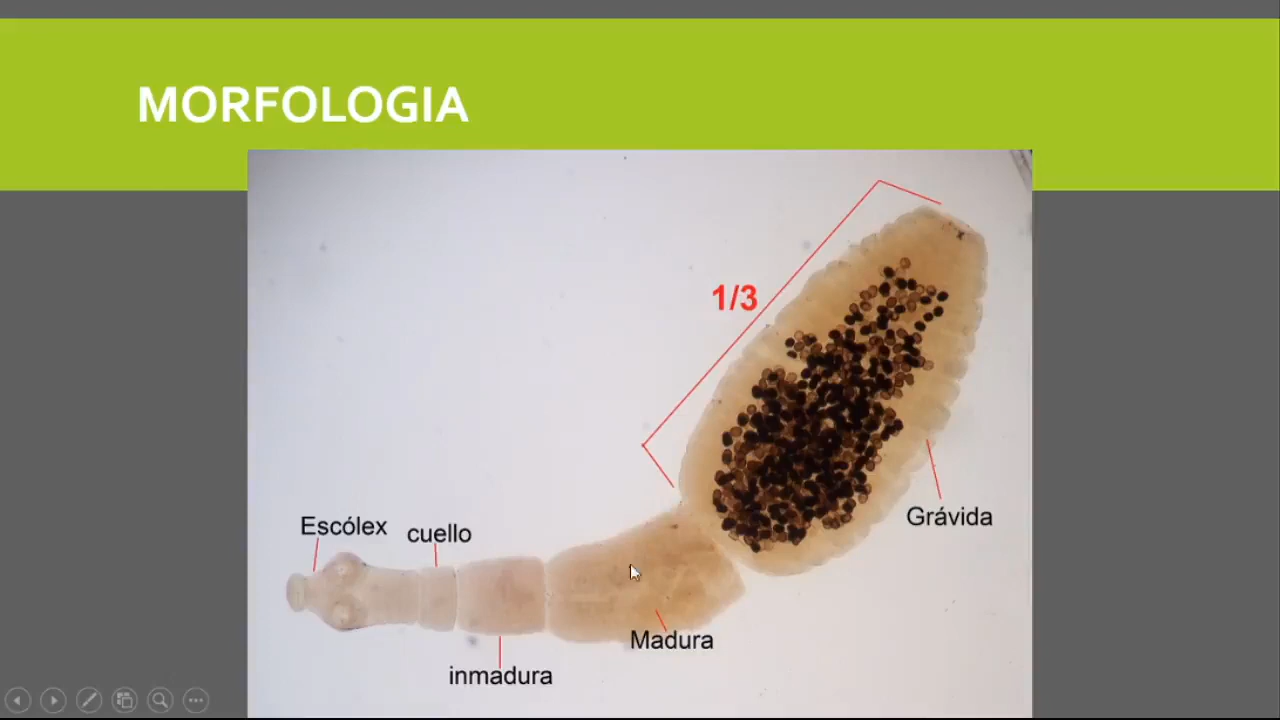 MORFOLOGIA
1/3
Escólex
cuello
Grávida
Madura
inmadura